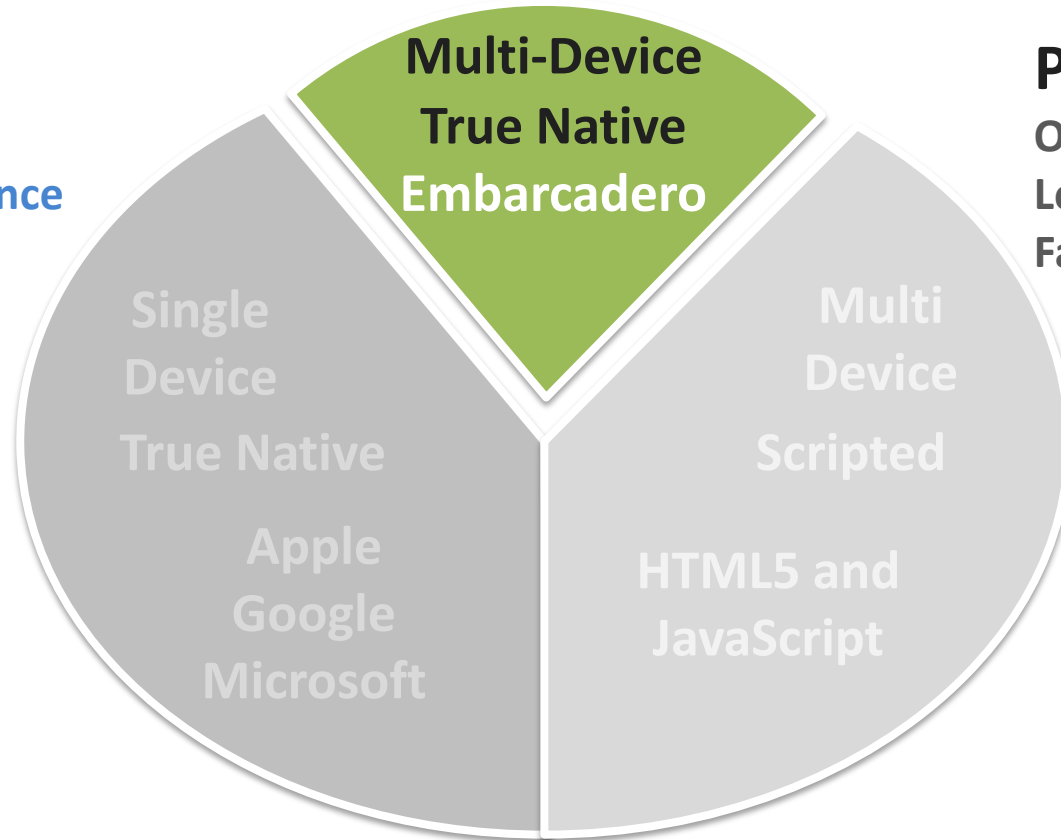 Multi-Device
True Native
Embarcadero
Single
Device
True Native
Apple
Google
Microsoft
Multi
Device
Scripted
HTML5 and
JavaScript